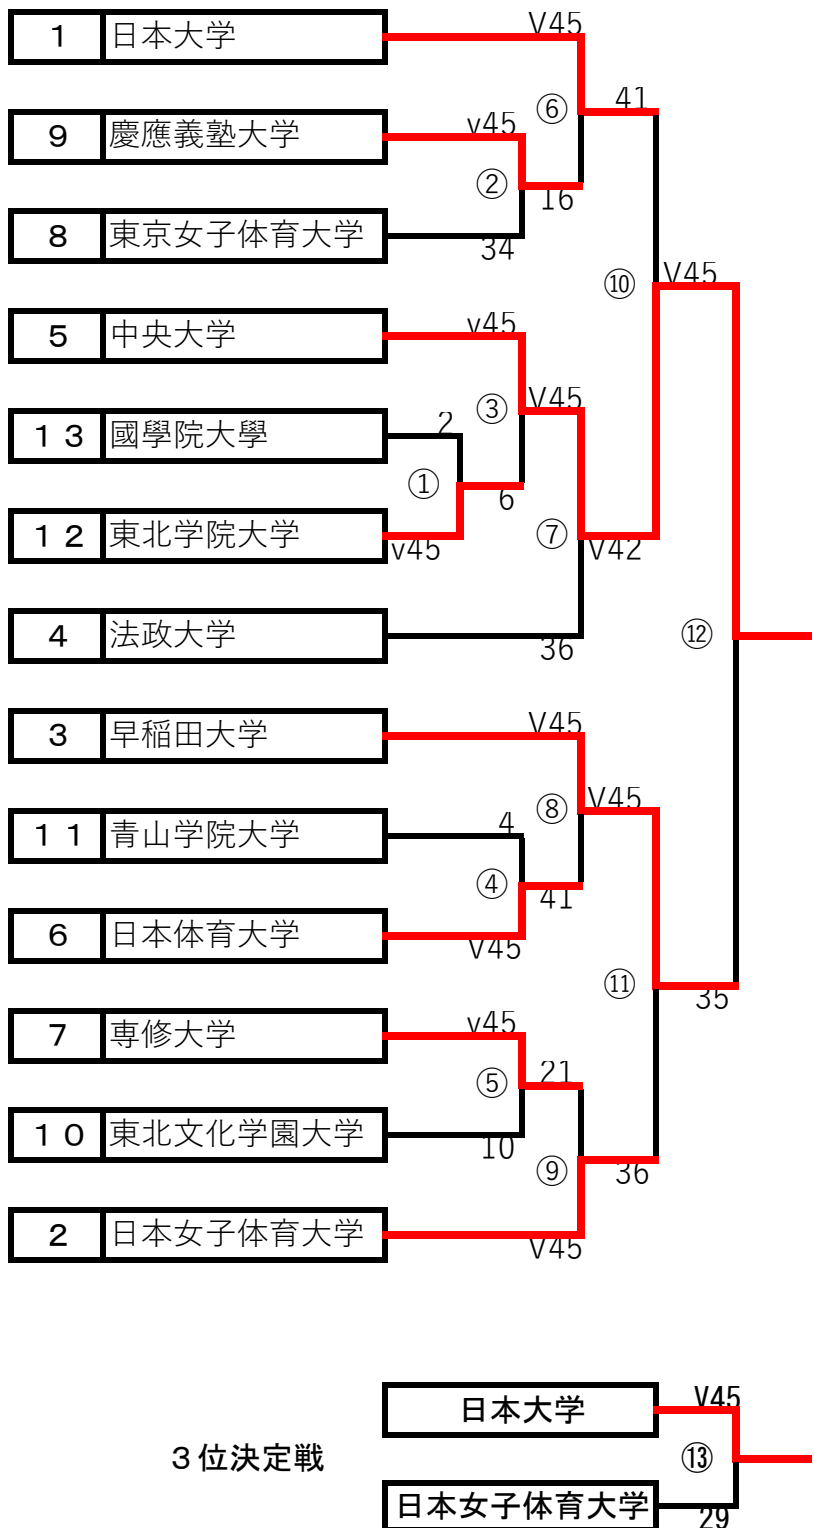 V45
1 日本大学
⑥ 41
9 慶應義塾大学 v45
② 16
8 東京女子体育大学 34
⑩ V45
5 中央大学 v45
③ V45
13 國學院大學 2
① 6
12 東北学院大学 v45
⑦ V42
4 法政大学 36
⑫
3 早稲田大学 V45
⑧ V45
11 青山学院大学 4
④ 41
6 日本体育大学 V45
⑪ 35
7 専修大学 v45
⑤ 21
10 東北文化学園大学 10
⑨ 36
2 日本女子体育大学 V45
日本大学 V45
3位決定戦 ⑬
日本女子体育大学 29